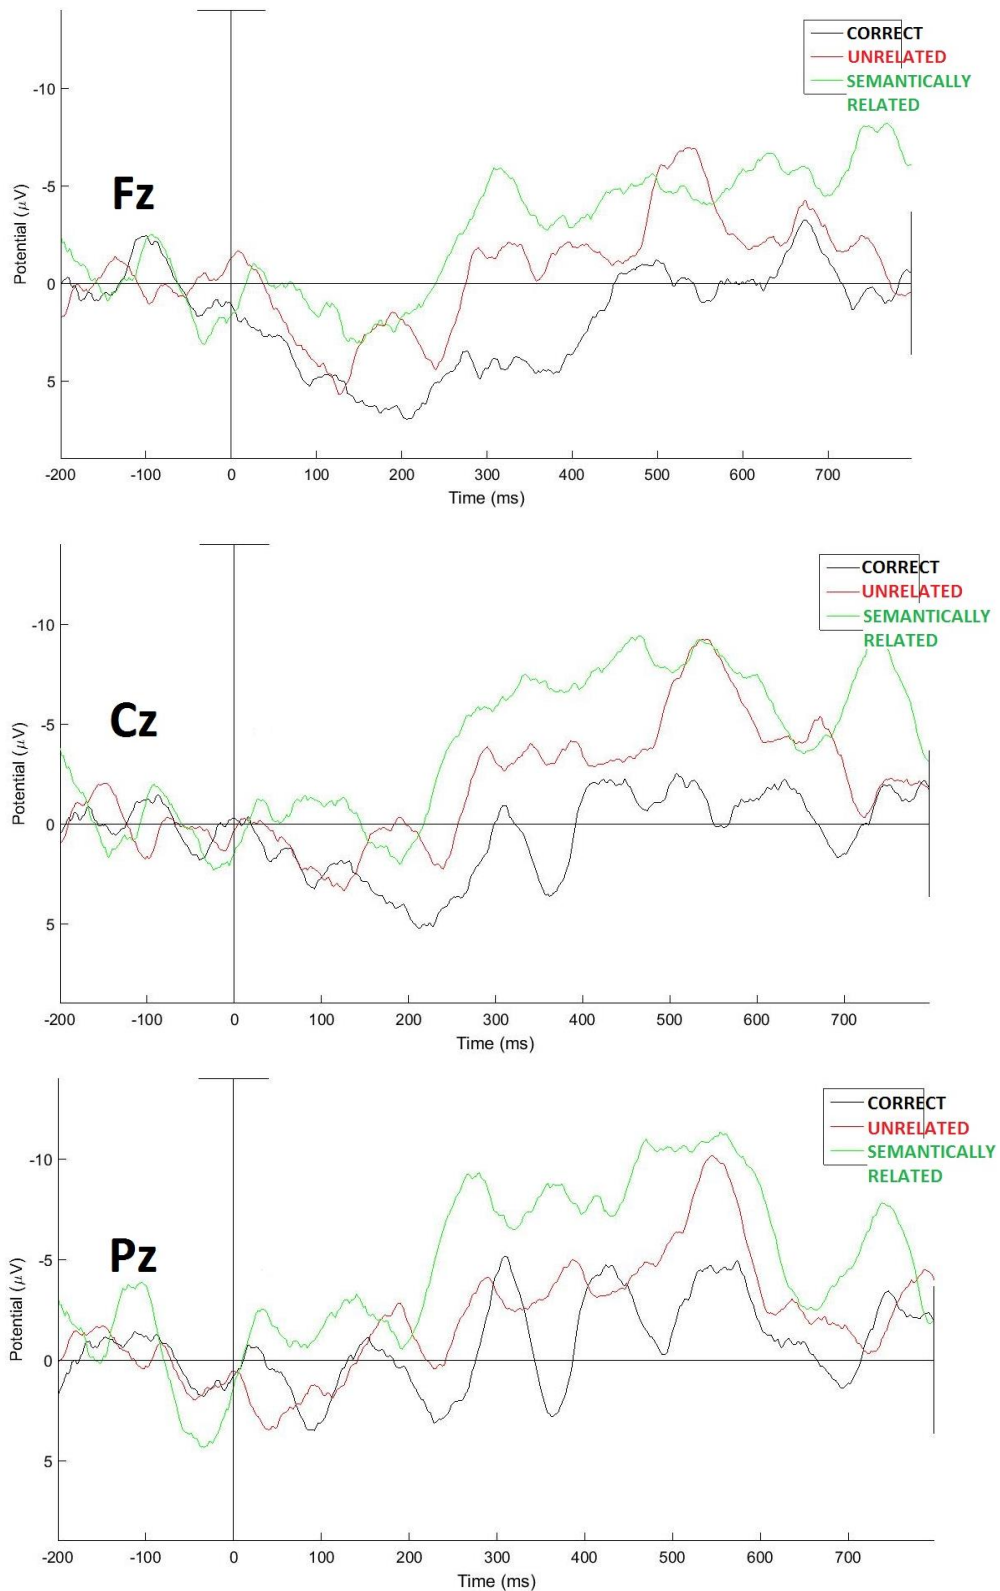 CORRECT
UNRELATED
SEMANTICALLY
RELATED
-10
-5
0
5
Potential (µV)
Fz
-200 -100 0 100 200 300 400 500 600 700
Time (ms)
CORRECT
UNRELATED
SEMANTICALLY
RELATED
-10
-5
0
5
Potential (µV)
Cz
-200 -100 0 100 200 300 400 500 600 700
Time (ms)
CORRECT
UNRELATED
SEMANTICALLY
RELATED
-10
-5
0
5
Potential (µV)
Pz
-200 -100 0 100 200 300 400 500 600 700
Time (ms)